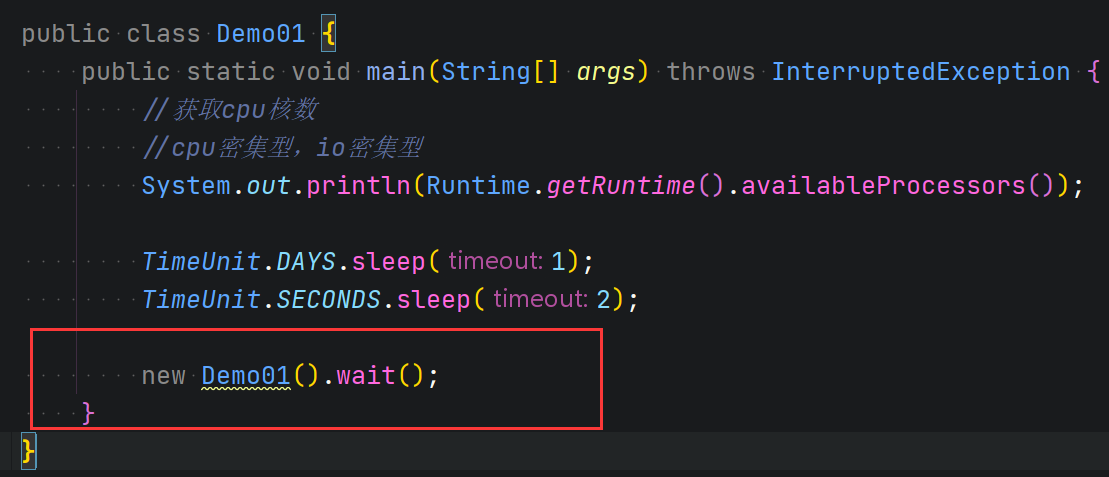 public class Demo01 {
public static void main(String[] args) throws InterruptedException {
//获取cpu核数
//cpu密集型，io密集型
System.out.println(Runtime.getRuntime().availableProcessors());
TimeUnit.DAYS.sleep( timeout: 1);
TimeUnit.SECONDS.sleep( timeout: 2);
new Demo01().wait();
}
}